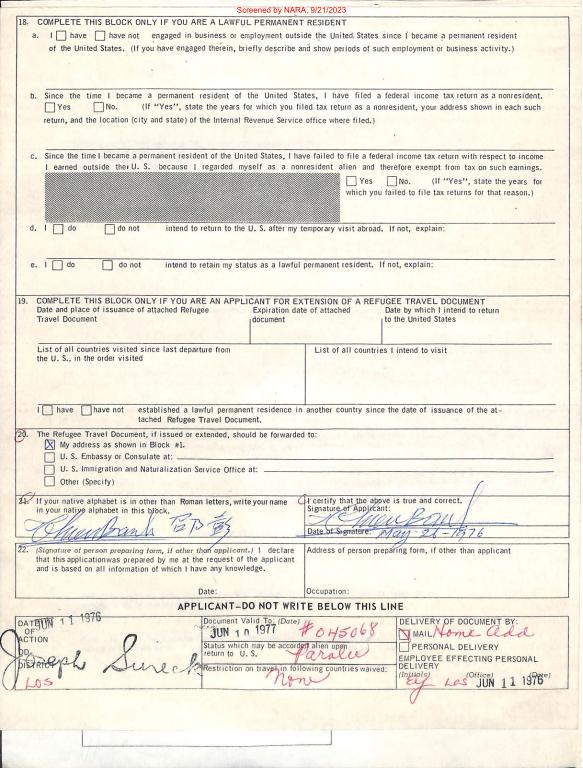 Screened by NARA, 9/21/2023
18. COMPLETE THIS BLOCK ONLY IF YOU ARE A LAWFUL PERMANENT RESIDENT
a. I have have not engaged in business or employment outside the United States since I became a permanent resident
of the United States. (If you have engaged therein, briefly describe and show periods of such employment or business activity.)
b. Since the time I became a permanent resident of the United States, I have filed a federal income tax return as a nonresident.
Yes No. (If "Yes", state the years for which you filed tax return as a nonresident, your address shown in each such
return, and the location (city and state) of the Internal Revenue Service office where filed.)
c. Since the time I became a permanent resident of the United States, I have failed to file a federal income tax return with respect to income
I earned outside the U. S. because I regarded myself as a nonresident alien and therefore exempt from tax on such earnings.
Yes No. (If "Yes", state the years for
which you failed to file tax returns for that reason.)
d. I do do not intend to return to the U. S. after my temporary visit abroad. If not, explain:
e. I do do not intend to retain my status as a lawful permanent resident. If not, explain:
19. COMPLETE THIS BLOCK ONLY IF YOU ARE AN APPLICANT FOR EXTENSION OF A REFUGEE TRAVEL DOCUMENT
Date and place of issuance of attached Refugee
Travel Document
Expiration date of attached
document
Date by which I intend to return
to the United States
List of all countries visited since last departure from
the U. S., in the order visited
List of all countries I intend to visit
I have have not established a lawful permanent residence in another country since the date of issuance of the at-
tached Refugee Travel Document.
20. The Refugee Travel Document, if issued or extended, should be forwarded to:
X My address as shown in Block #1.
U. S. Embassy or Consulate at:
U. S. Immigration and Naturalization Service Office at:
Other (Specify)
21. If your native alphabet is in other than Roman letters, write your name
in your native alphabet in this block.
I certify that the above is true and correct.
Signature of Applicant:
Date of Signature: May-26-1976
22. (Signature of person preparing form, if other than applicant.) I declare
that this application was prepared by me at the request of the applicant
and is based on all information of which I have any knowledge.
Date:
Address of person preparing form, if other than applicant
Occupation:
APPLICANT—DO NOT WRITE BELOW THIS LINE
DATE OF ACTION JUN 11 1976
DD
DISTRICT
LOS
Joseph Sureck
Document Valid To: (Date)
JUN 10 1977 #045068
Status which may be accorded alien upon
return to U. S. Parolee
Restriction on travel in following countries waived:
None
DELIVERY OF DOCUMENT BY:
MAIL Home add
PERSONAL DELIVERY
EMPLOYEE EFFECTING PERSONAL
DELIVERY
(Initials) (Office) (Date)
LOS JUN 11 1976